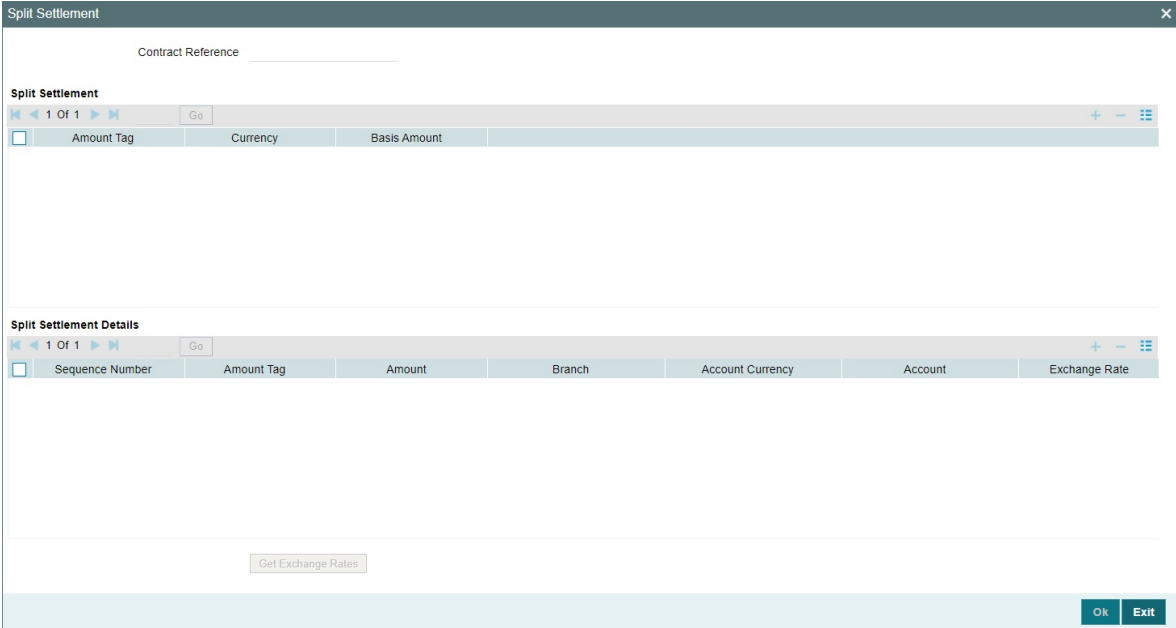 Split Settlement
Contract Reference
Split Settlement
1 Of 1 Go
Amount Tag Currency Basis Amount
Split Settlement Details
1 Of 1 Go
Sequence Number Amount Tag Amount Branch Account Currency Account Exchange Rate
Get Exchange Rates
Ok Exit